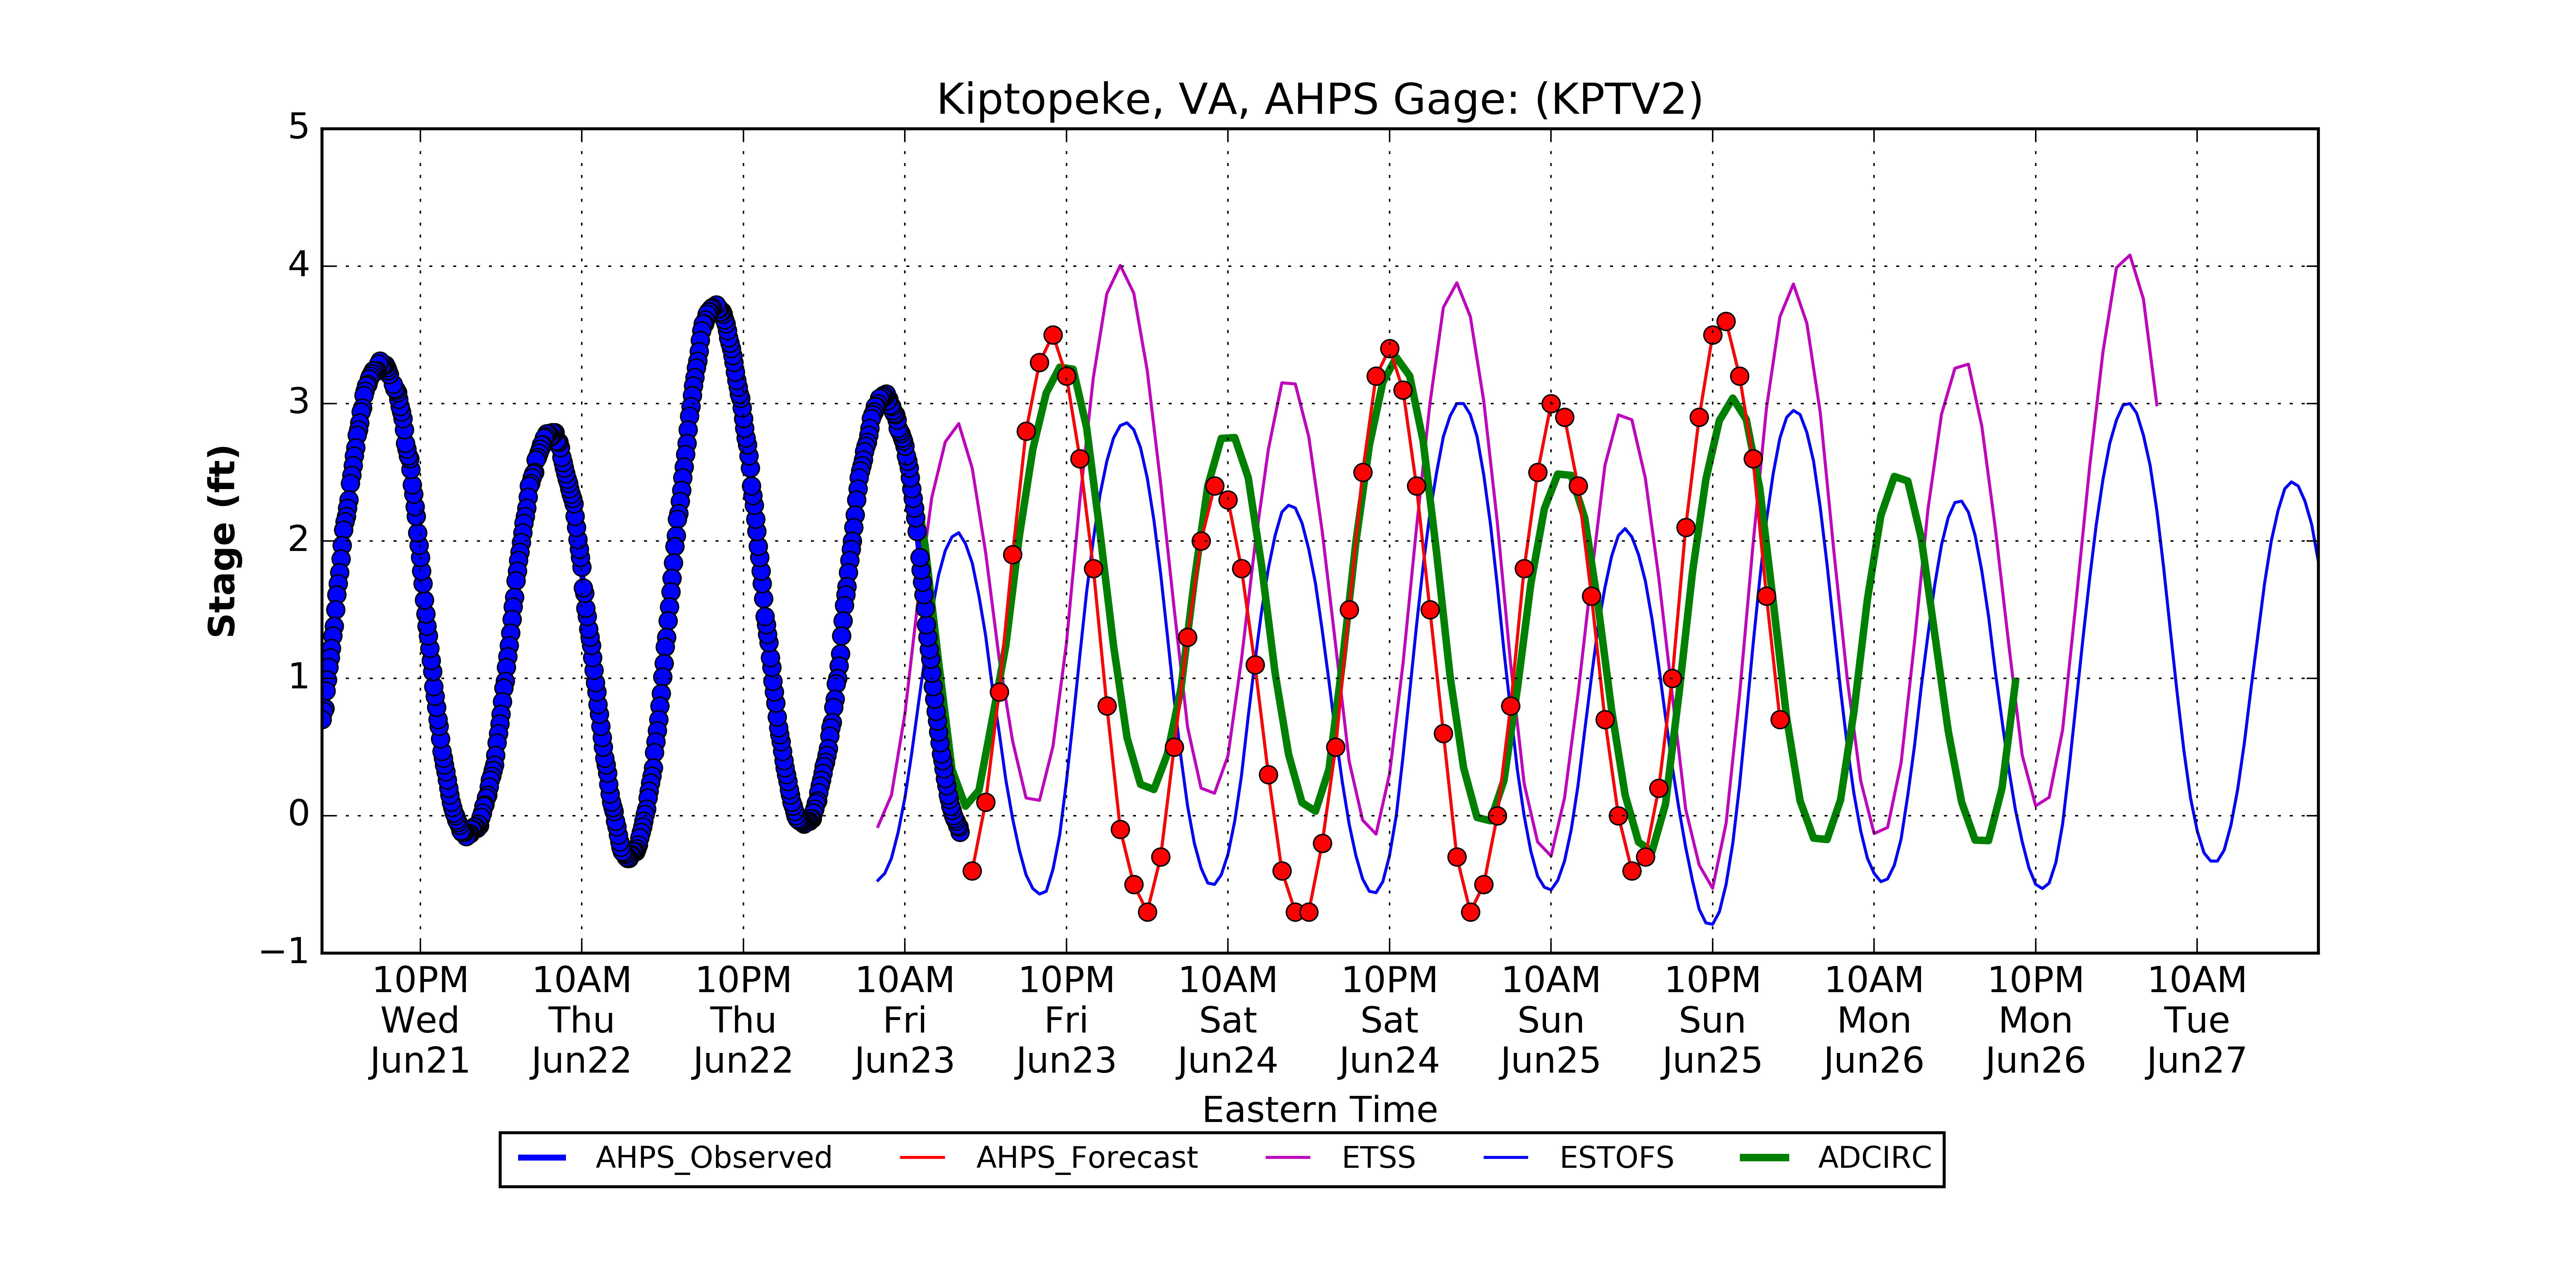 Kiptopeke, VA, AHPS Gage: (KPTV2)
5
4
3
2
1
0
−1
Stage (ft)
10PM 10AM 10PM 10AM 10PM 10AM 10PM 10AM 10PM 10AM 10PM 10AM
Wed Thu Thu Fri Fri Sat Sat Sun Sun Mon Mon Tue
Jun21 Jun22 Jun22 Jun23 Jun23 Jun24 Jun24 Jun25 Jun25 Jun26 Jun26 Jun27
Eastern Time
AHPS_Observed AHPS_Forecast ETSS ESTOFS ADCIRC